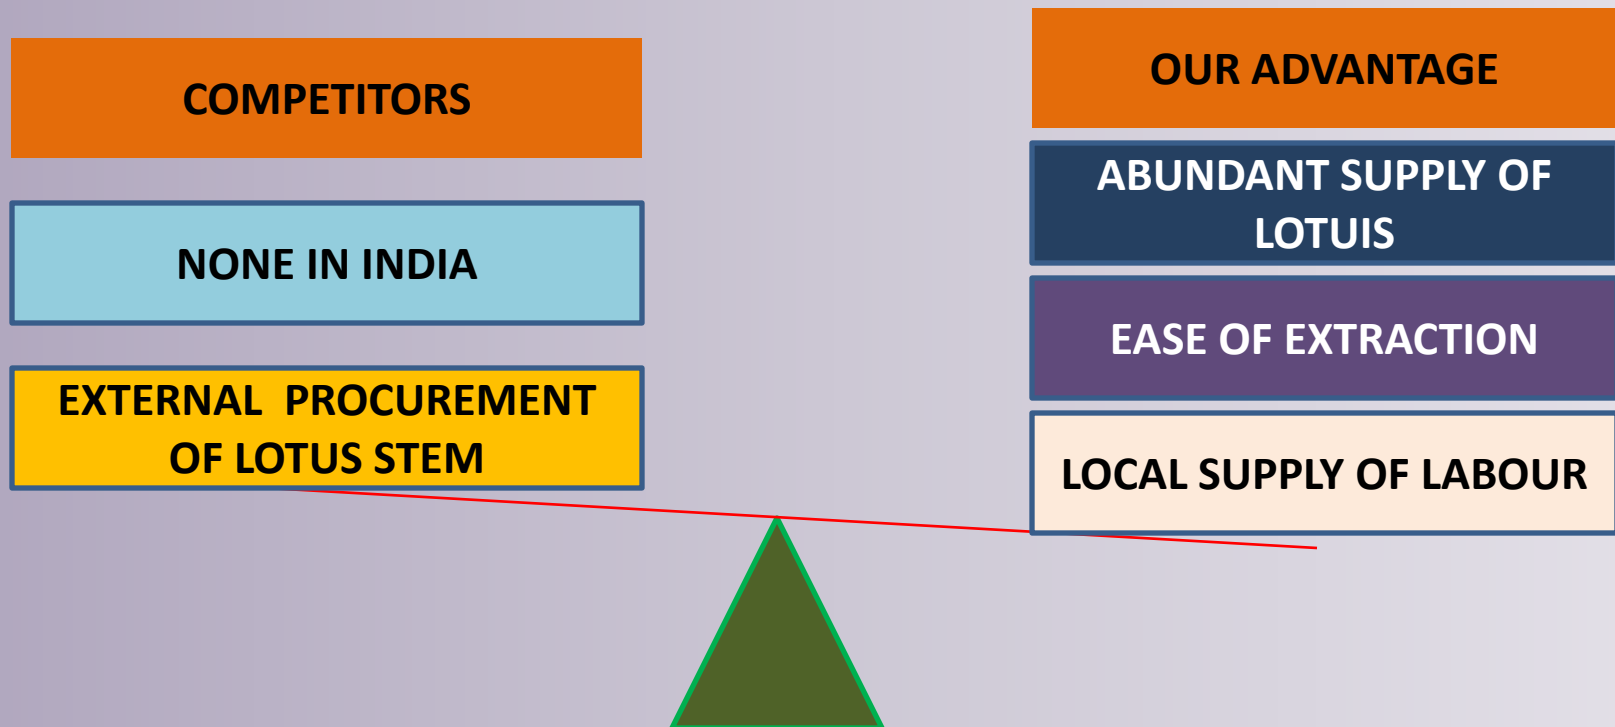 COMPETITORS
NONE IN INDIA
EXTERNAL PROCUREMENT
OF LOTUS STEM
OUR ADVANTAGE
ABUNDANT SUPPLY OF
LOTUIS
EASE OF EXTRACTION
LOCAL SUPPLY OF LABOUR